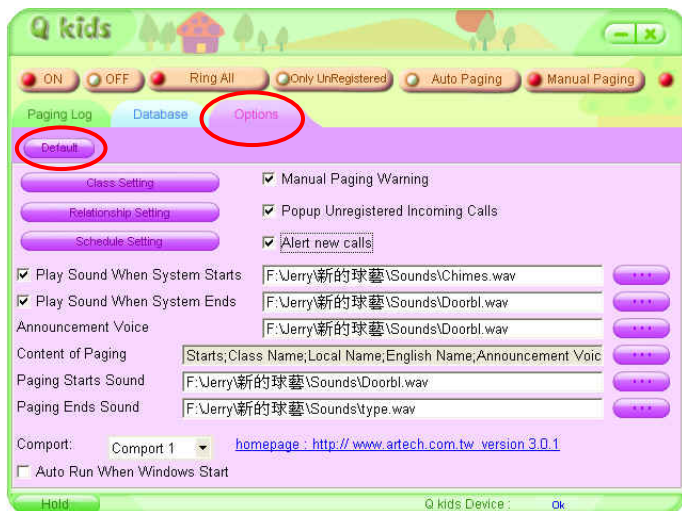 Q kids
ON OFF Ring All Only UnRegistered Auto Paging Manual Paging
Paging Log Database Options
Default
Class Setting Manual Paging Warning
Relationship Setting Popup Unregistered Incoming Calls
Schedule Setting Alert new calls
Play Sound When System Starts F:\Jerry\新的球藝\Sounds\Chimes.wav ...
Play Sound When System Ends F:\Jerry\新的球藝\Sounds\Doorbl.wav ...
Announcement Voice F:\Jerry\新的球藝\Sounds\Doorbl.wav ...
Content of Paging Starts;Class Name;Local Name;English Name;Announcement Voic ...
Paging Starts Sound F:\Jerry\新的球藝\Sounds\Doorbl.wav ...
Paging Ends Sound F:\Jerry\新的球藝\Sounds\type.wav ...
Comport: Comport 1 homepage : http:// www.artech.com.tw version 3.0.1
Auto Run When Windows Start
Hold Q kids Device : Ok